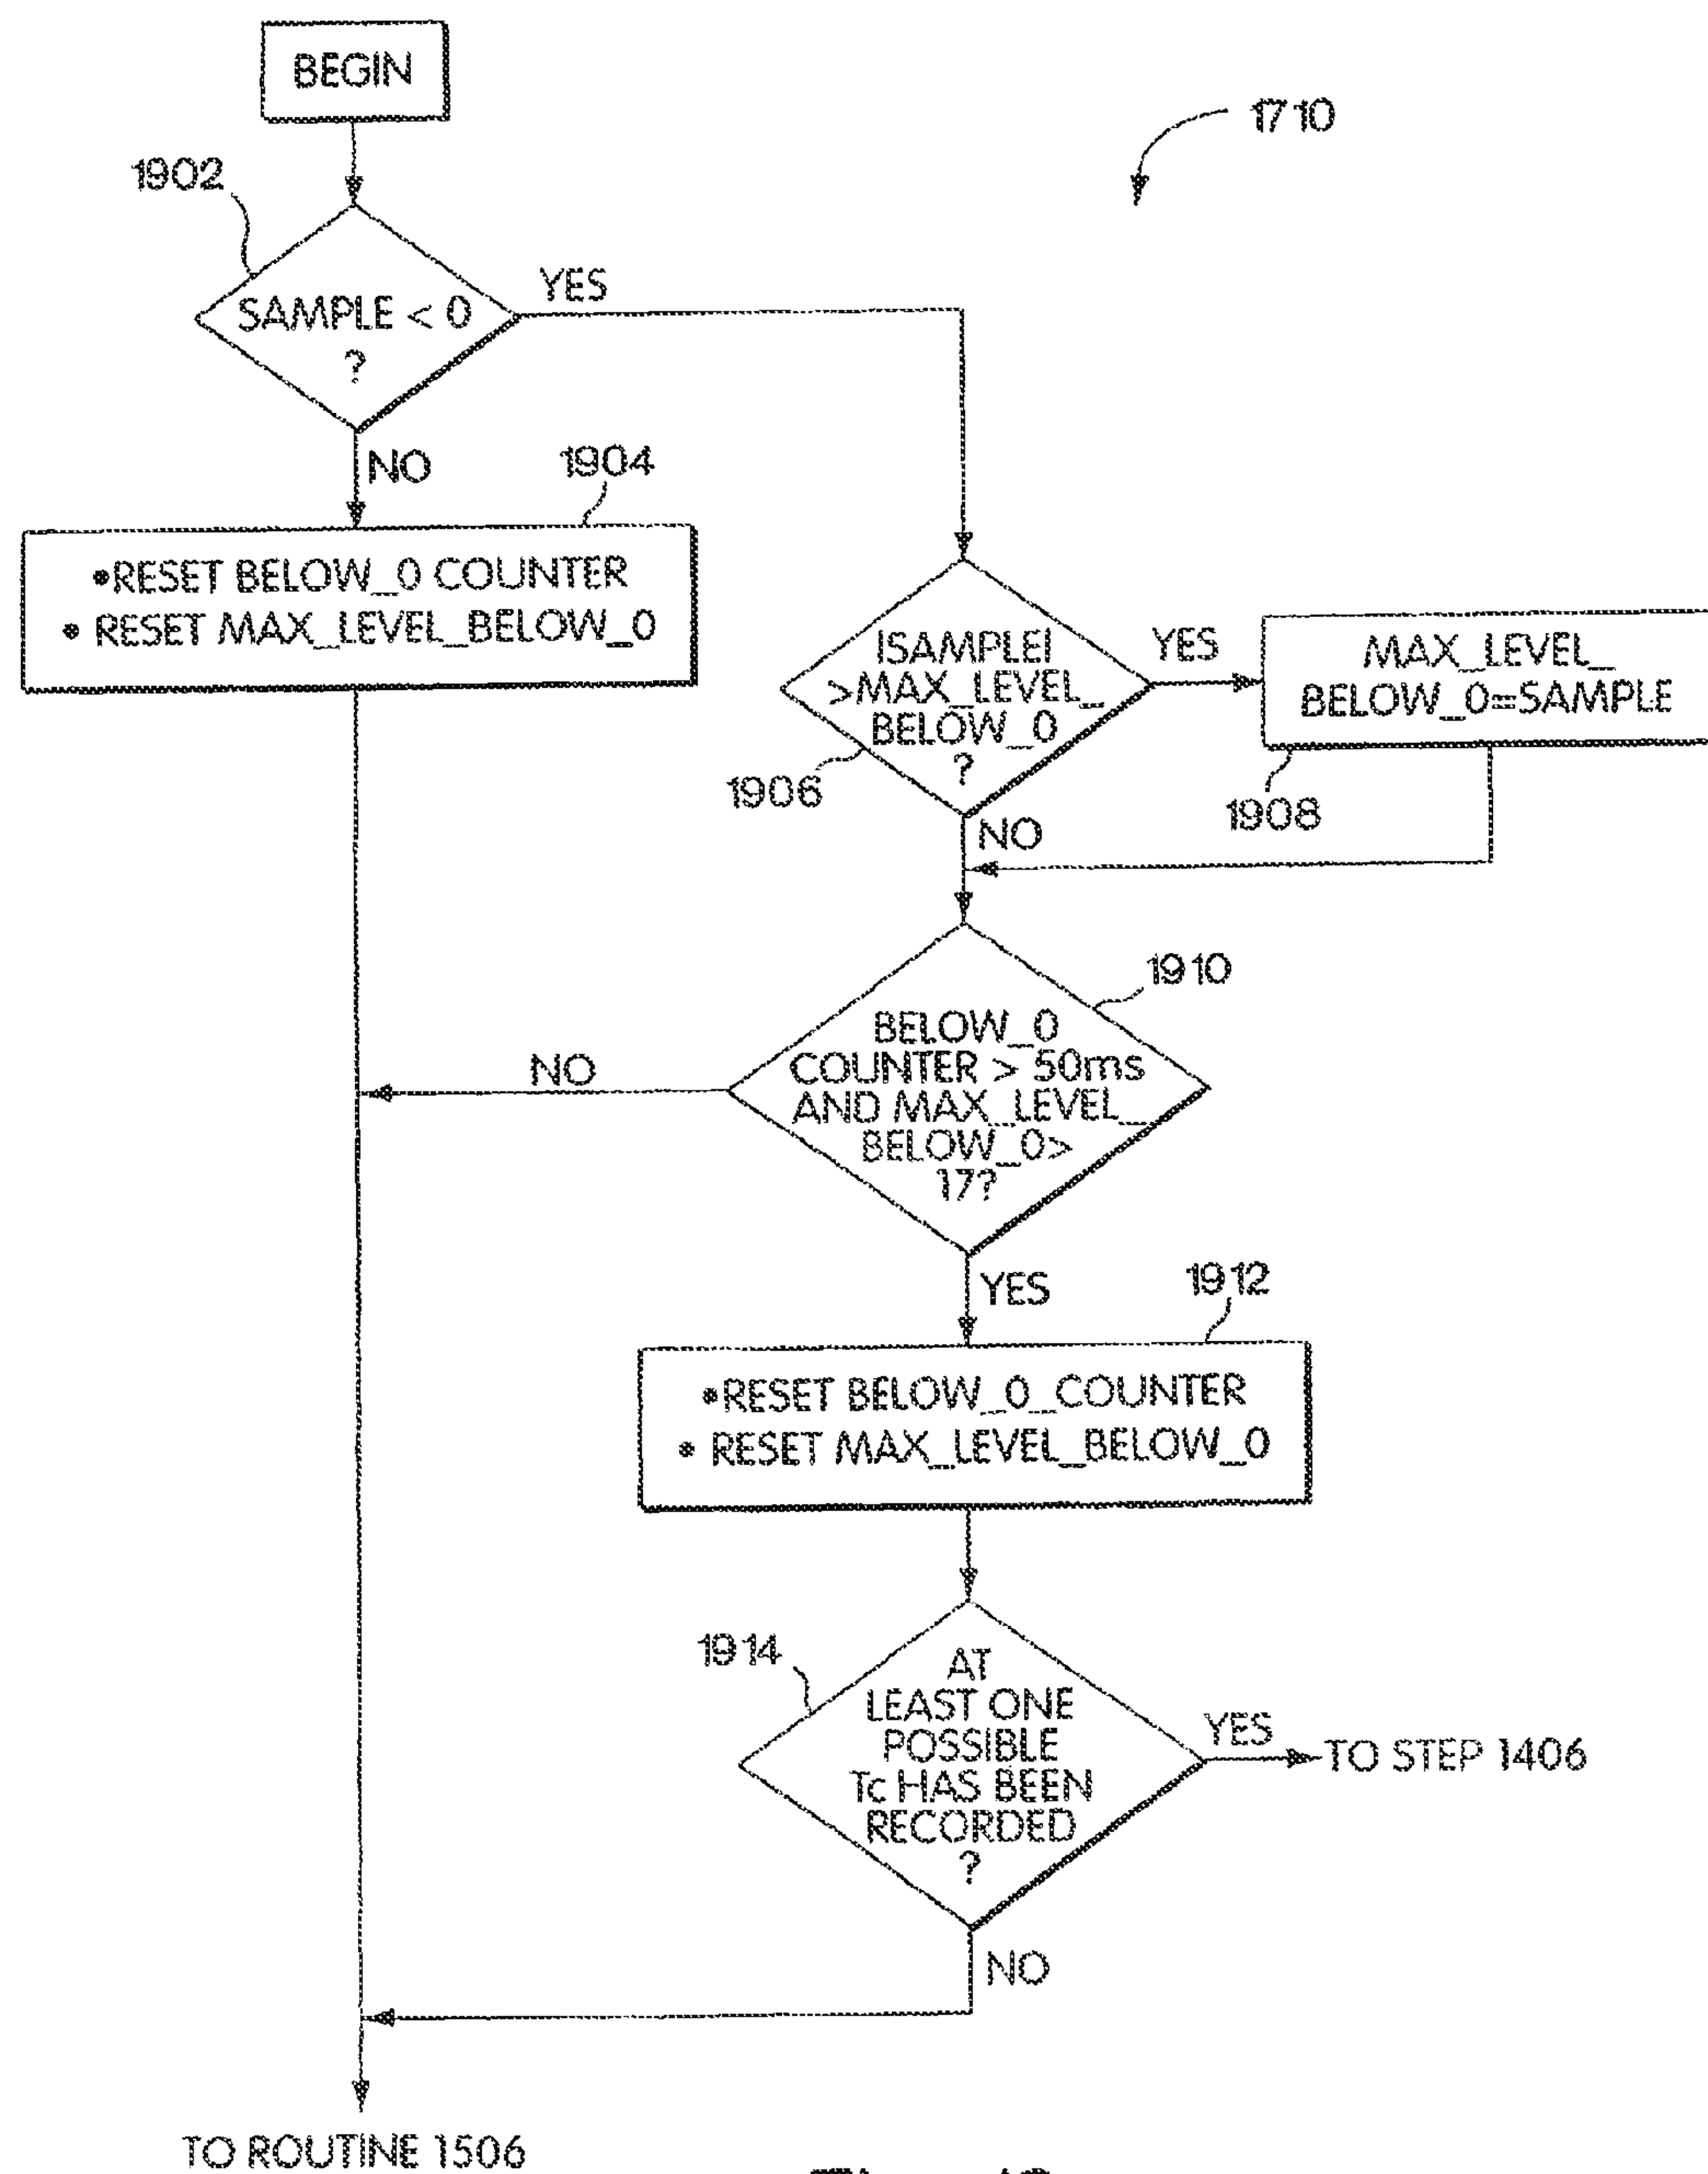 BEGIN
1710
1902
SAMPLE < 0
?
YES
NO
1904
•RESET BELOW_0 COUNTER
• RESET MAX_LEVEL_BELOW_0
|SAMPLE|
>MAX_LEVEL_
BELOW_0
?
1906
YES
MAX_LEVEL_
BELOW_0=SAMPLE
1908
NO
1910
BELOW_0
COUNTER > 50ms
AND MAX_LEVEL_
BELOW_0>
17?
NO
YES
1912
•RESET BELOW_0_COUNTER
• RESET MAX_LEVEL_BELOW_0
1914
AT
LEAST ONE
POSSIBLE
Tc HAS BEEN
RECORDED
?
YES
TO STEP 1406
NO
TO ROUTINE 1506